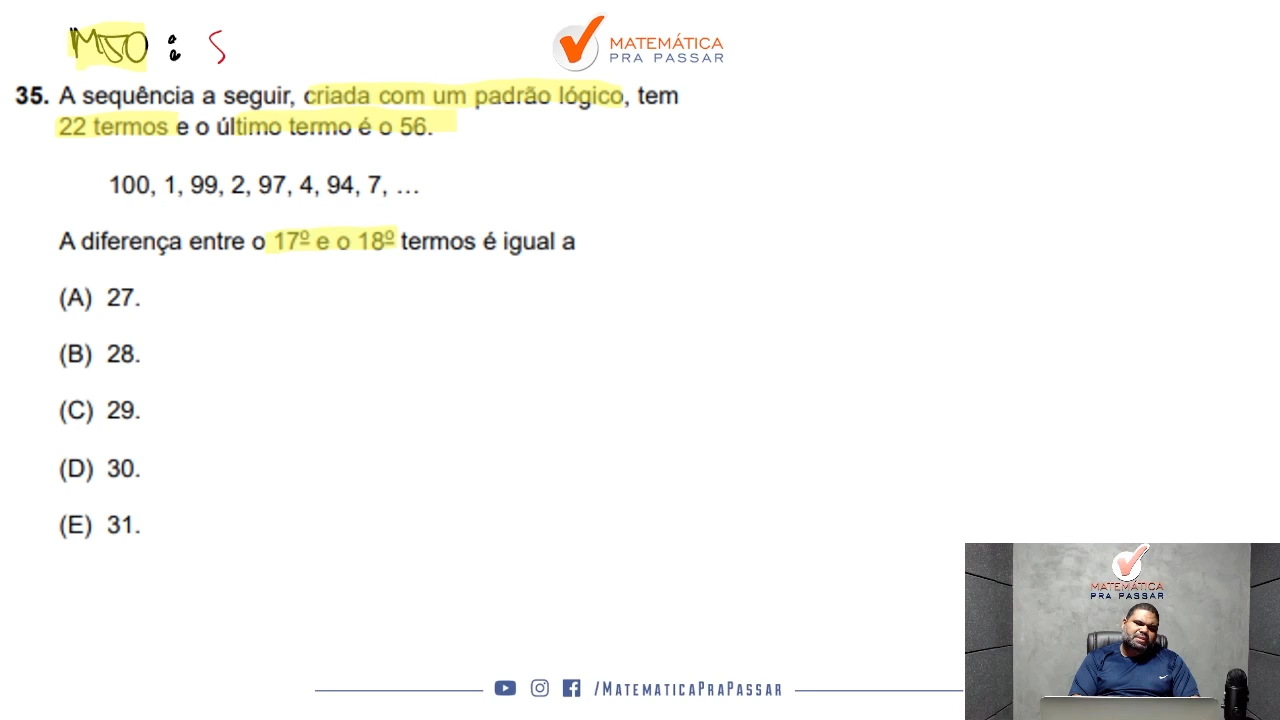 MSO : S
MATEMÁTICA
PRA PASSAR
35. A sequência a seguir, criada com um padrão lógico, tem
22 termos e o último termo é o 56.
100, 1, 99, 2, 97, 4, 94, 7, …
A diferença entre o 17º e o 18º termos é igual a
(A) 27.
(B) 28.
(C) 29.
(D) 30.
(E) 31.
MATEMÁTICA
PRA PASSAR
/MATEMATICAPRAPASSAR